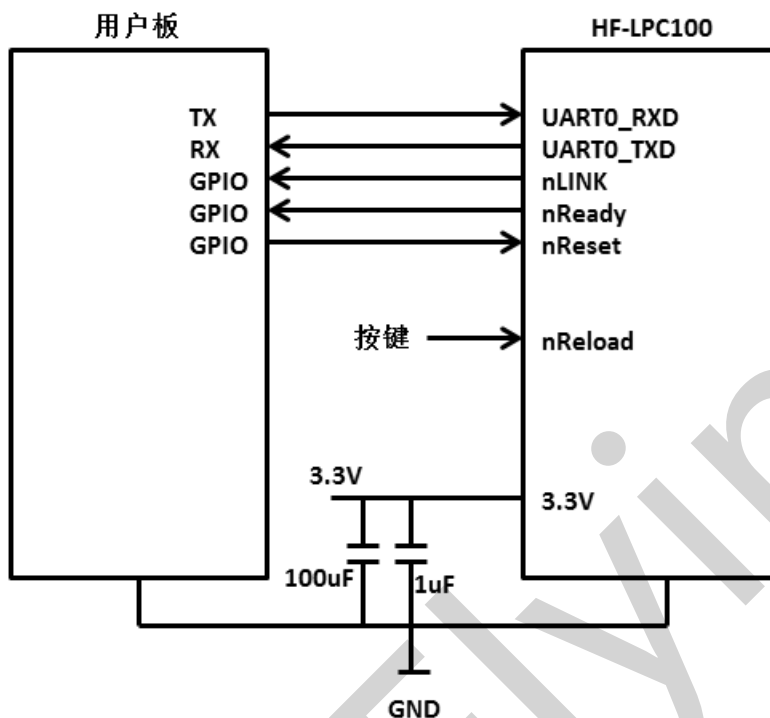 用户板
HF-LPC100
TX
UART0_RXD
RX
UART0_TXD
GPIO
nLINK
GPIO
nReady
GPIO
nReset
按键
nReload
3.3V
3.3V
100uF
1uF
GND